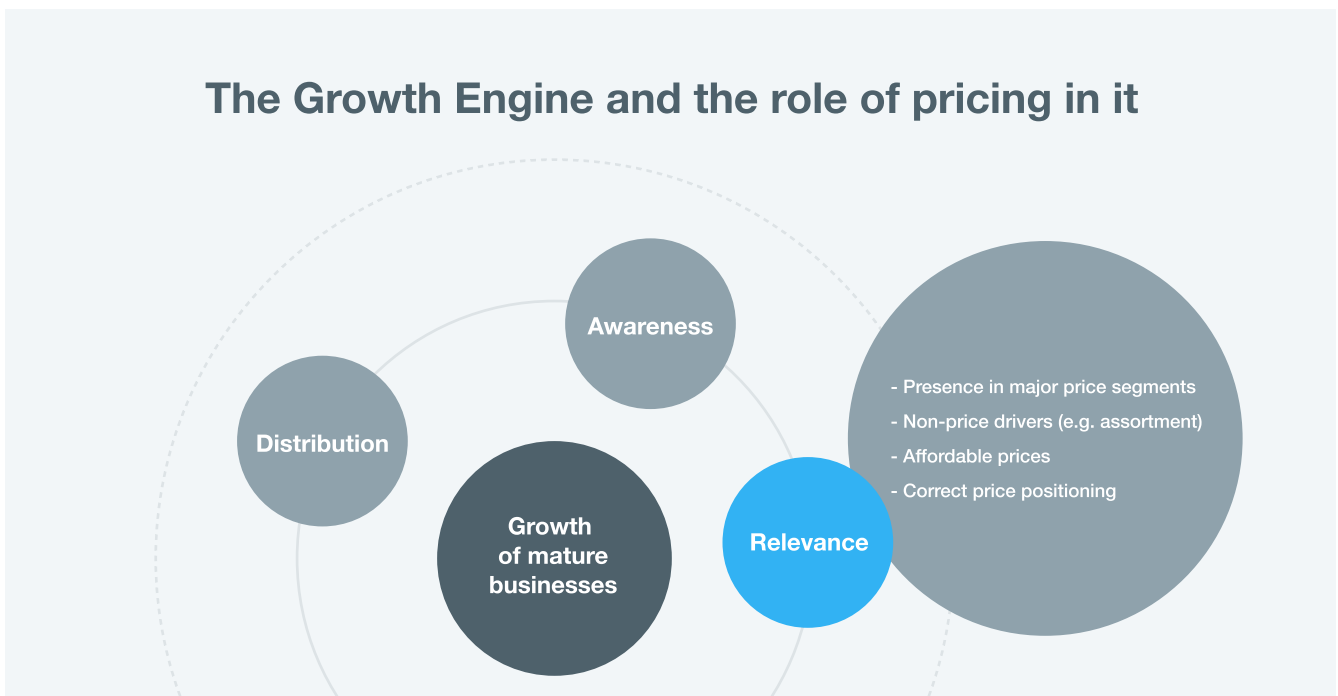 The Growth Engine and the role of pricing in it
Awareness
Distribution
Growth
of mature
businesses
Relevance
- Presence in major price segments
- Non-price drivers (e.g. assortment)
- Affordable prices
- Correct price positioning